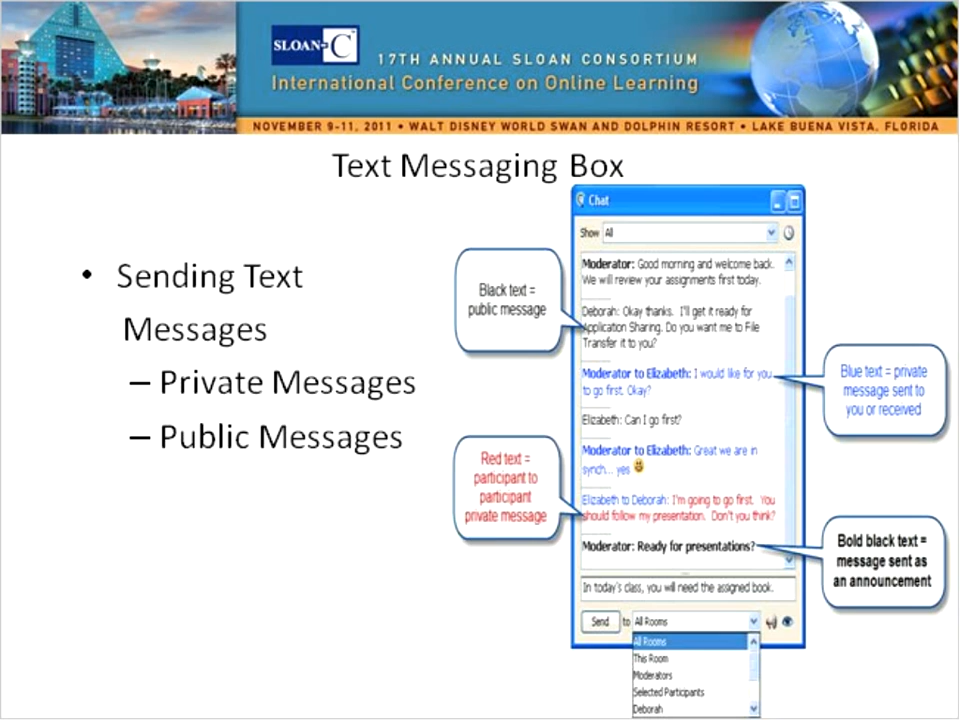 SLOAN-C
17TH ANNUAL SLOAN CONSORTIUM
International Conference on Online Learning
NOVEMBER 9-11, 2011 • WALT DISNEY WORLD SWAN AND DOLPHIN RESORT • LAKE BUENA VISTA, FLORIDA
Text Messaging Box
• Sending Text
Messages
– Private Messages
– Public Messages
Black text =
public message
Red text =
participant to
participant
private message
Chat
Show All
Moderator: Good morning and welcome back.
We will review your assignments first today.
Deborah: Okay thanks. I'll get it ready for
Application Sharing. Do you want me to File
Transfer it to you?
Moderator to Elizabeth: I would like for you
to go first. Okay?
Elizabeth: Can I go first?
Moderator to Elizabeth: Great we are in
synch... yes
Elizabeth to Deborah: I'm going to go first. You
should follow my presentation. Don't you think?
Moderator: Ready for presentations?
In today's class, you will need the assigned book.
Send to All Rooms
All Rooms
This Room
Moderators
Selected Participants
Deborah
Blue text = private
message sent to
you or received
Bold black text =
message sent as
an announcement